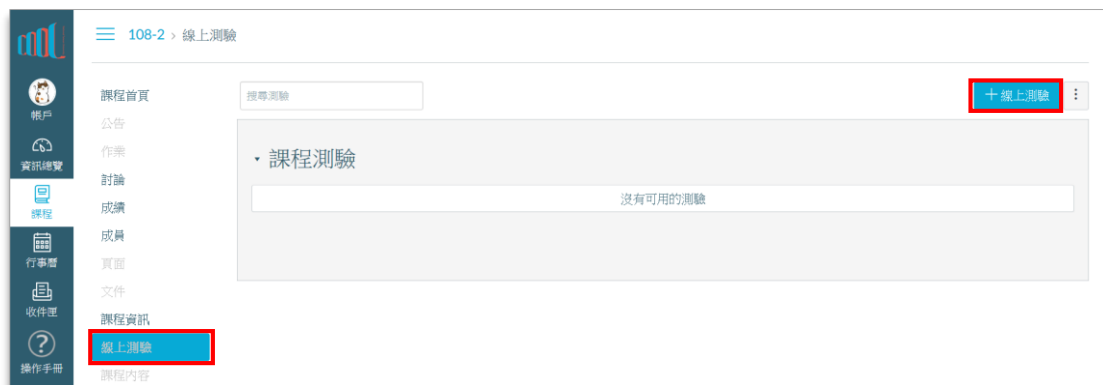 COOL
108-2 › 線上測驗
帳戶
資訊總覽
課程
行事曆
收件匣
操作手冊
課程首頁
公告
作業
討論
成績
成員
頁面
文件
課程資訊
線上測驗
課程內容
搜尋測驗
＋線上測驗
課程測驗
沒有可用的測驗